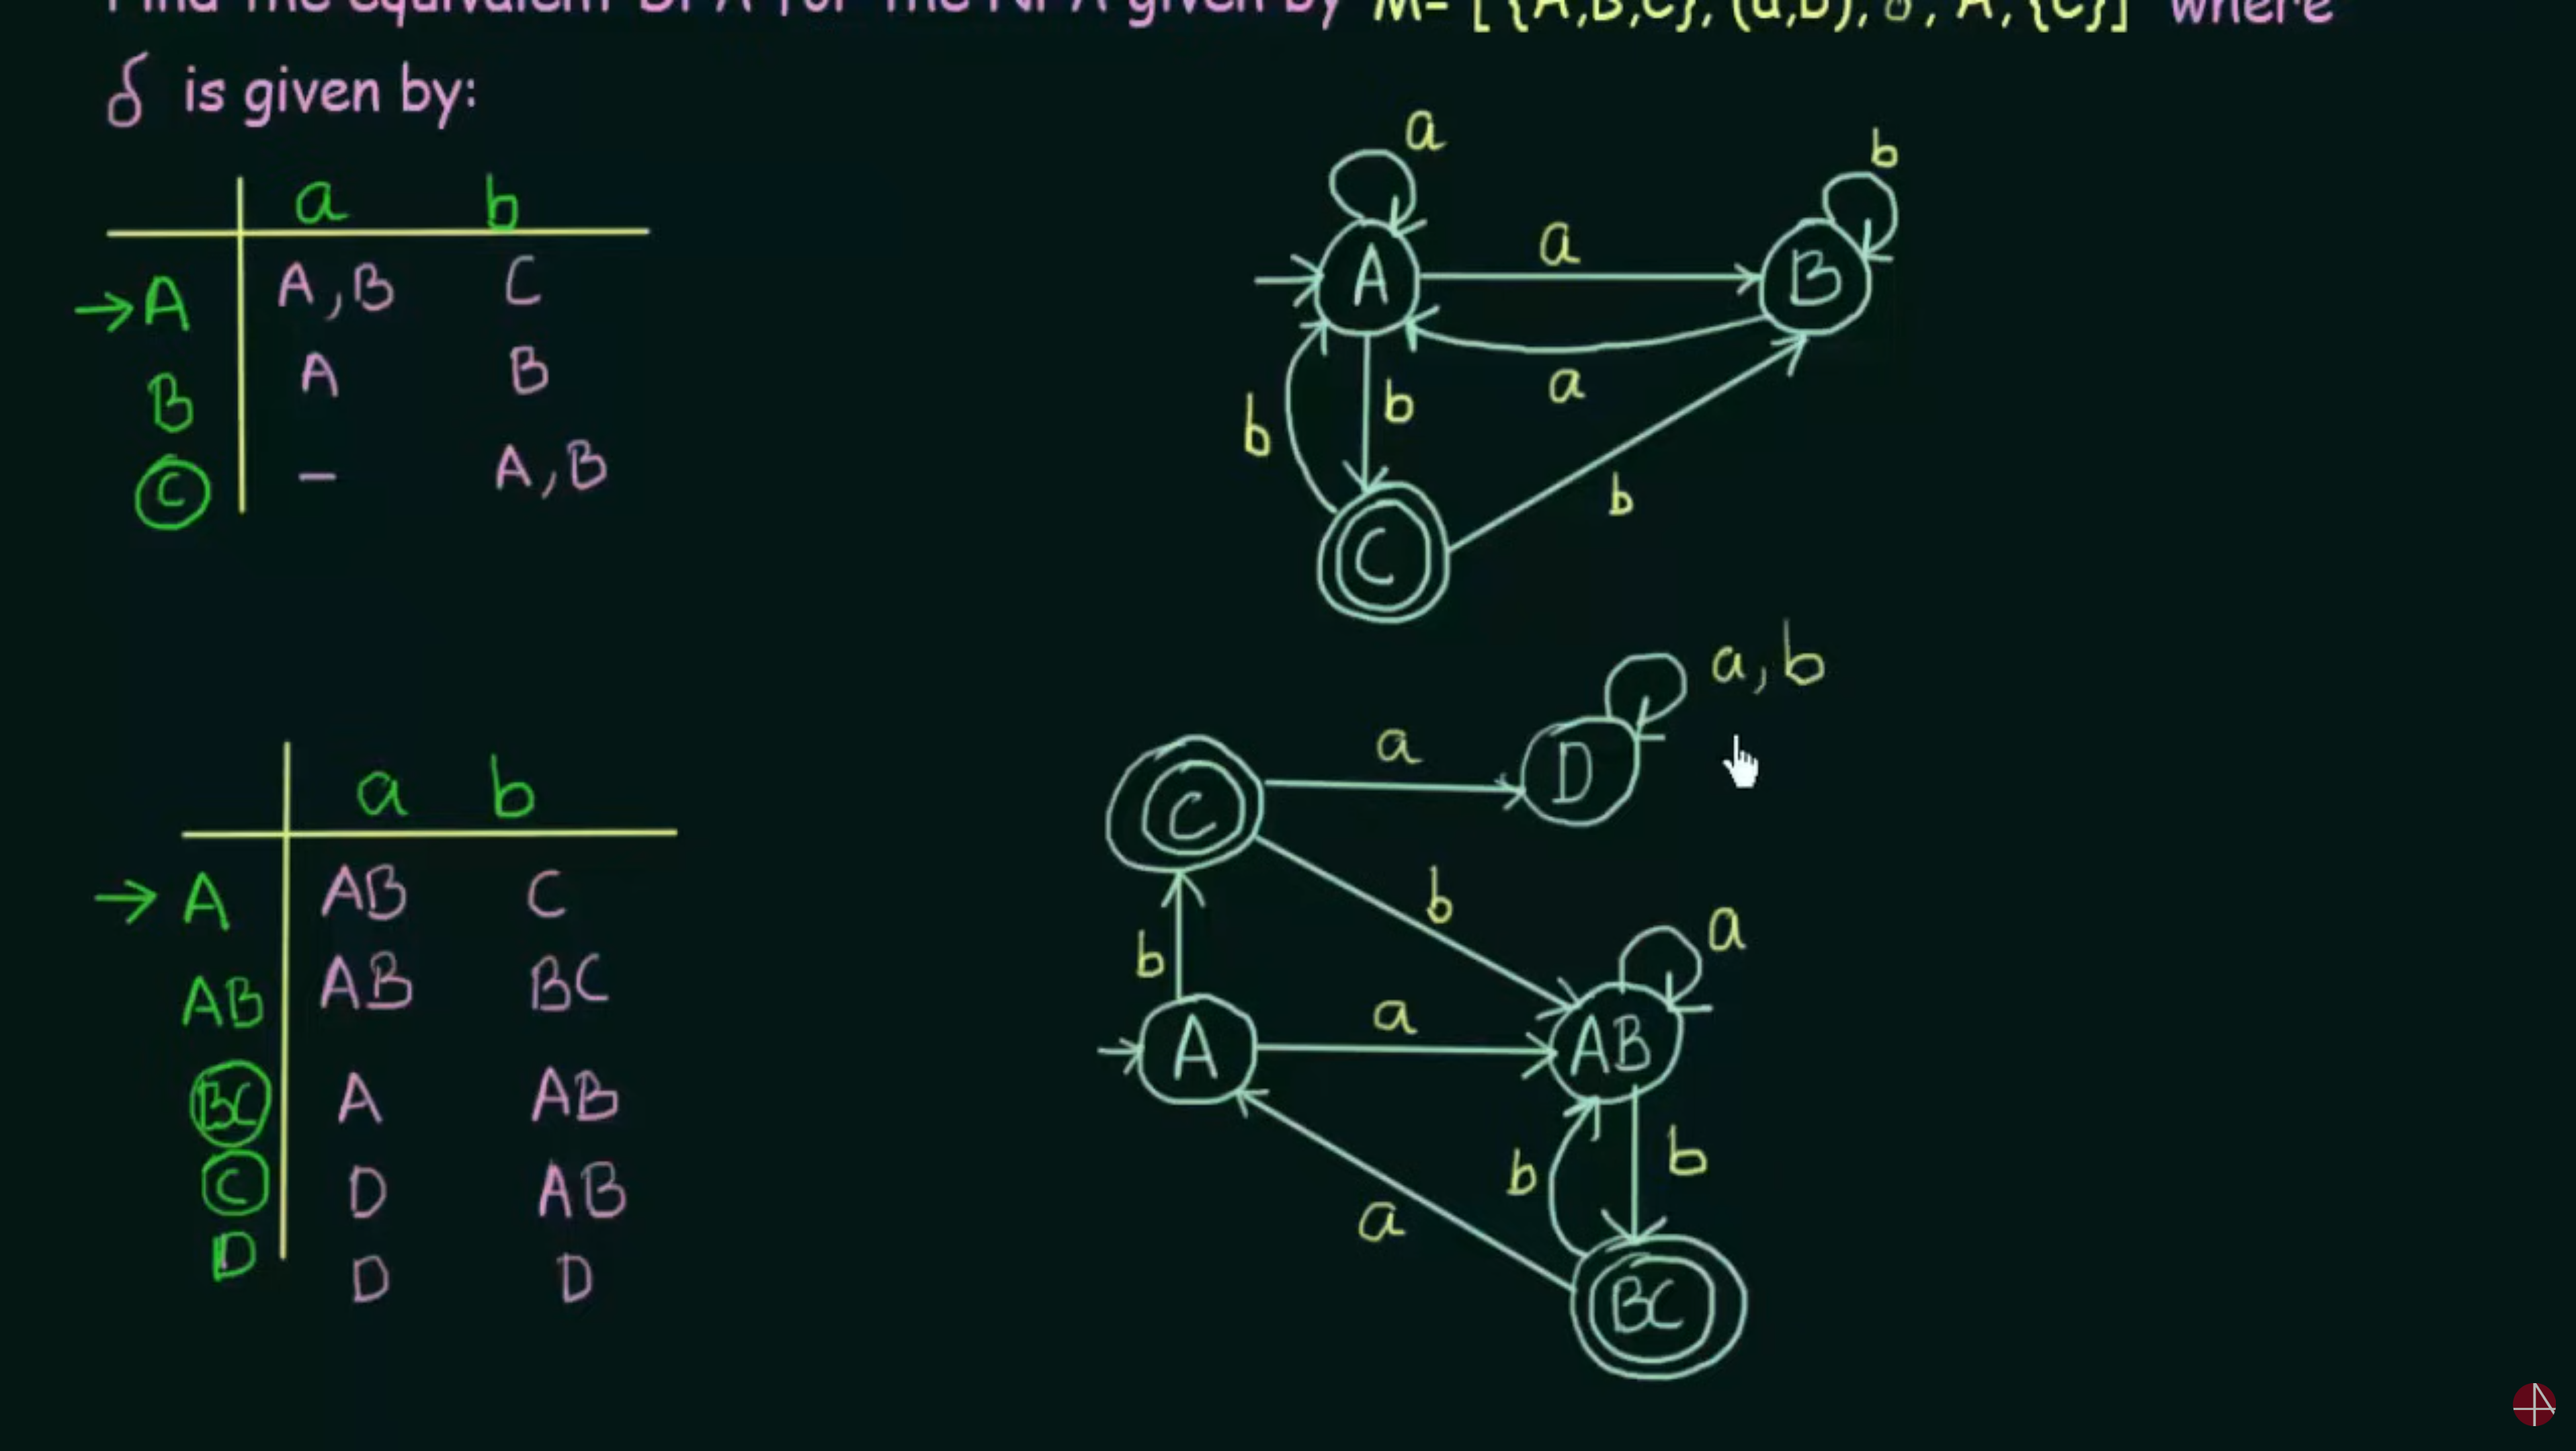 Find the equivalent DFA for the NFA given by M= [ {A,B,C}, (a,b), δ, A, {C}] where
δ is given by:
a b
→A A,B C
B A B
C - A,B
a
b
A a B
b b a
b
C
a b
→A AB C
AB AB BC
BC A AB
C D AB
D D D
a,b
C a D
b
b a
→A a AB
b b
a
BC